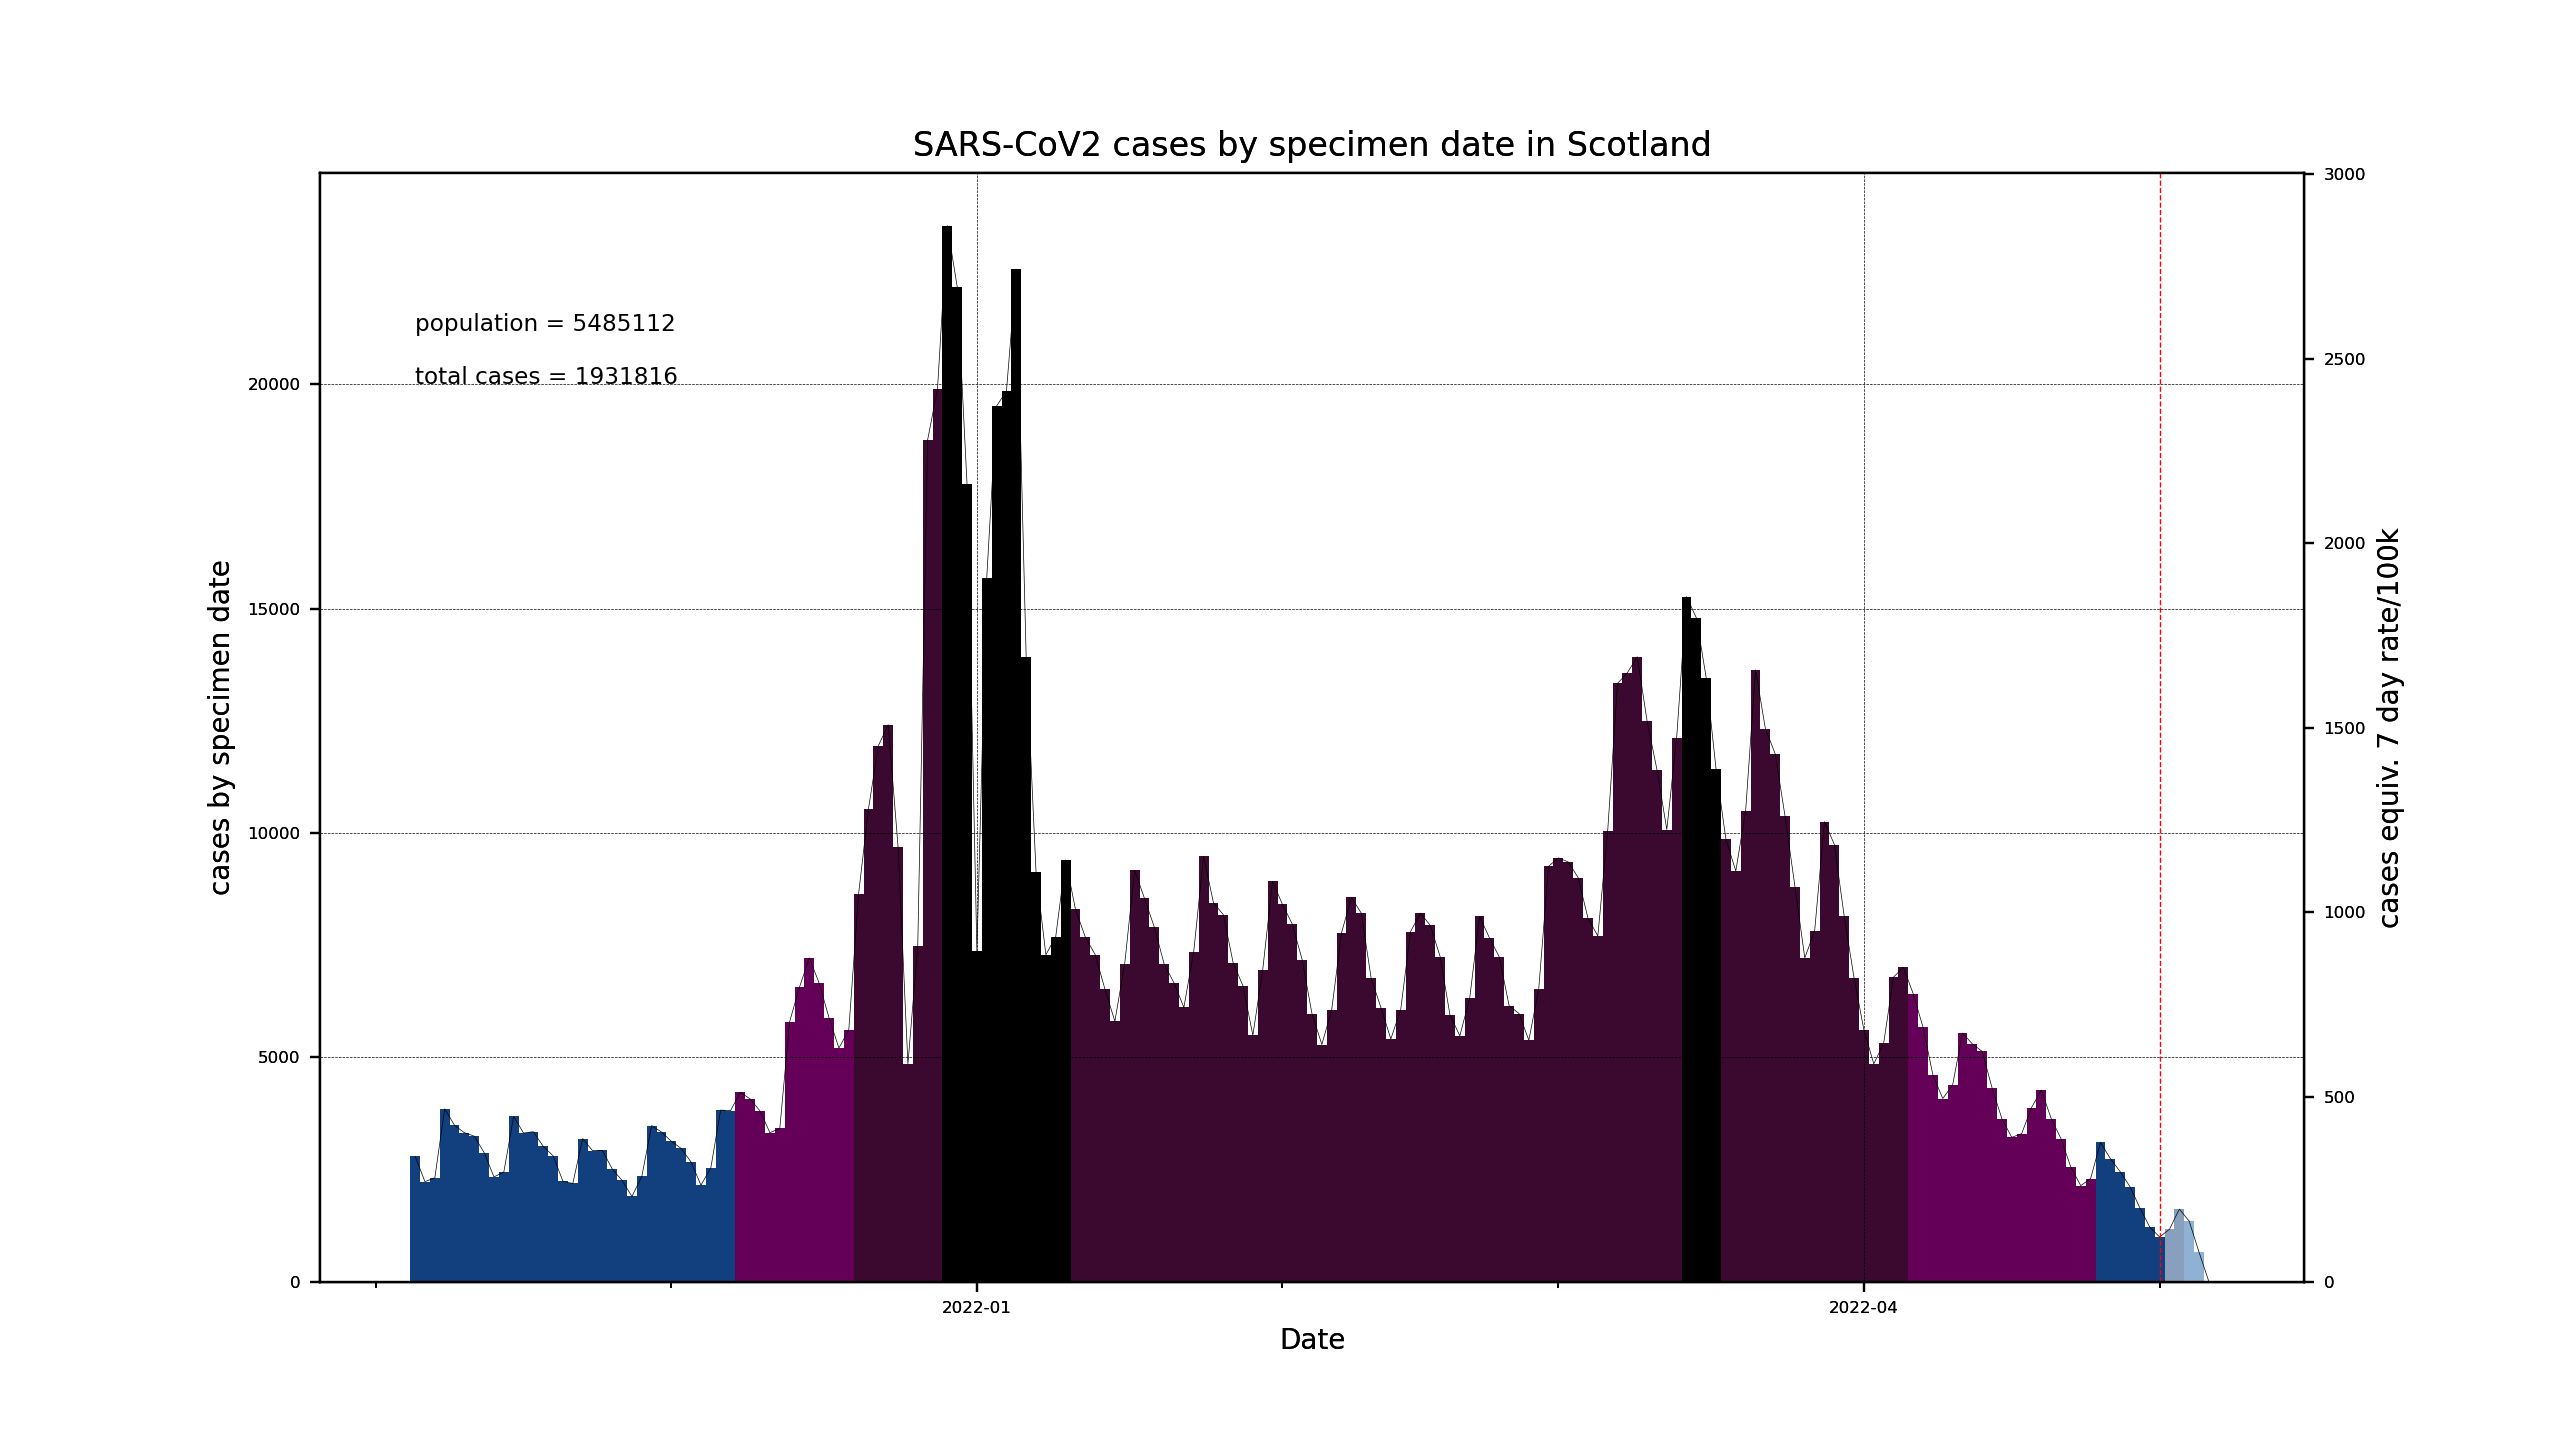 SARS-CoV2 cases by specimen date in Scotland
population = 5485112
total cases = 1931816
cases by specimen date
20000
15000
10000
5000
0
3000
2500
2000
1500
1000
500
0
cases equiv. 7 day rate/100k
2022-01
2022-04
Date